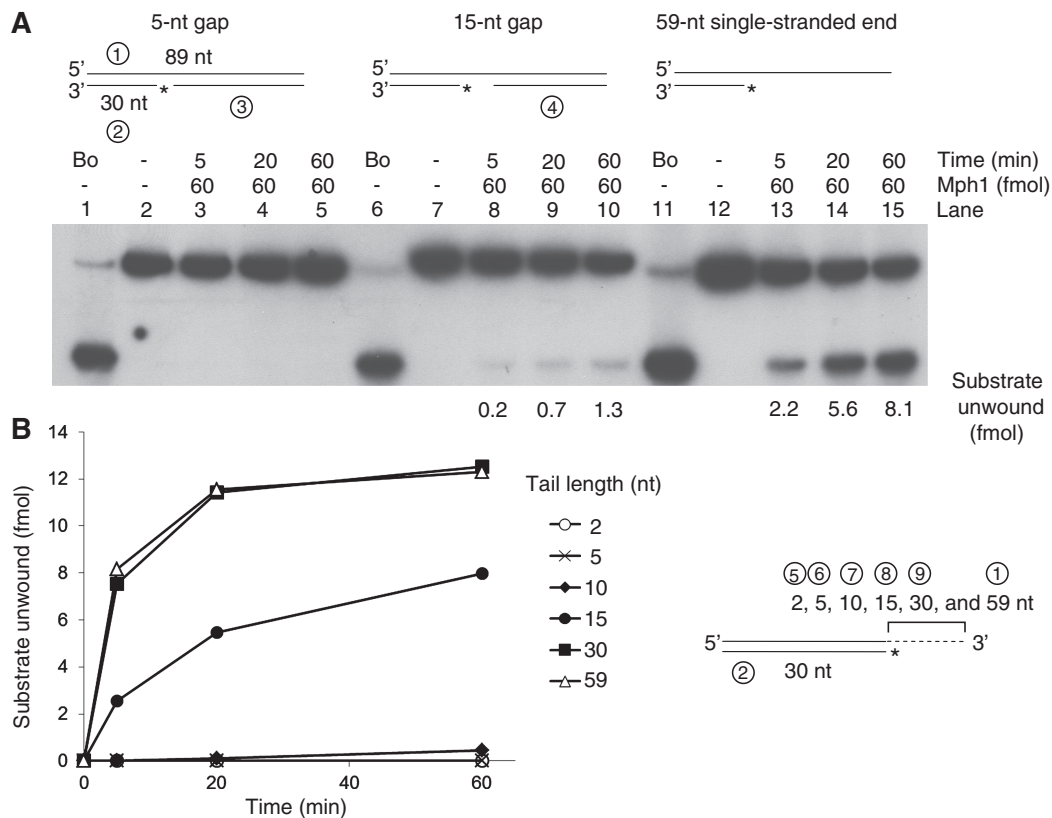 A
5-nt gap 15-nt gap 59-nt single-stranded end
① 89 nt
5’ 5’ 5’
3’ * 3’ * 3’ *
30 nt ③ ④
②
Bo - 5 20 60 Bo - 5 20 60 Bo - 5 20 60 Time (min)
- - 60 60 60 - - 60 60 60 - - 60 60 60 Mph1 (fmol)
1 2 3 4 5 6 7 8 9 10 11 12 13 14 15 Lane
0.2 0.7 1.3 2.2 5.6 8.1 Substrate unwound (fmol)
B
Substrate unwound (fmol)
14
12
10
8
6
4
2
0
0 20 40 60
Time (min)
Tail length (nt)
2
5
10
15
30
59
⑤ ⑥ ⑦ ⑧ ⑨ ①
2, 5, 10, 15, 30, and 59 nt
5’ * 3’
② 30 nt